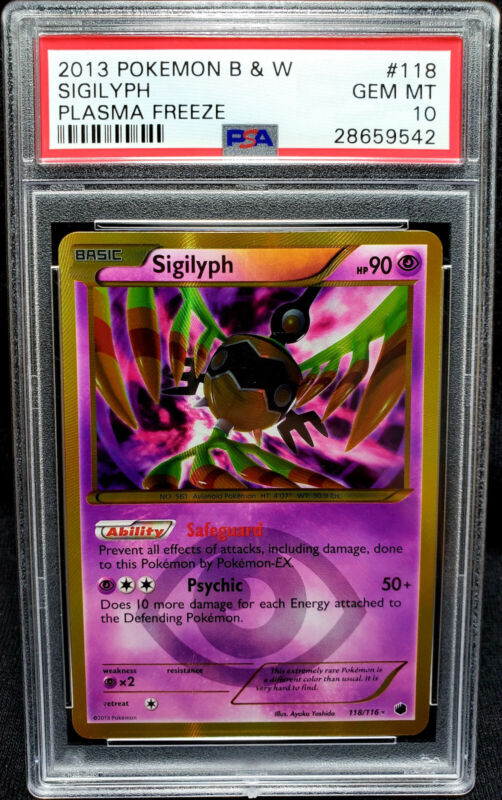 2013 POKEMON B & W #118
SIGILYPH GEM MT
PLASMA FREEZE 10
PSA 28659542
BASIC Sigilyph HP 90
NO. 561 Avianoid Pokémon HT: 4'07" WT: 30.9 lbs.
Ability Safeguard
Prevent all effects of attacks, including damage, done
to this Pokémon by Pokémon-EX.
Psychic 50+
Does 10 more damage for each Energy attached to
the Defending Pokémon.
weakness resistance
×2
retreat
This extremely rare Pokémon is
a different color than usual. It is
very hard to find.
©2013 Pokémon Illus. Ayaka Yoshida 118/116